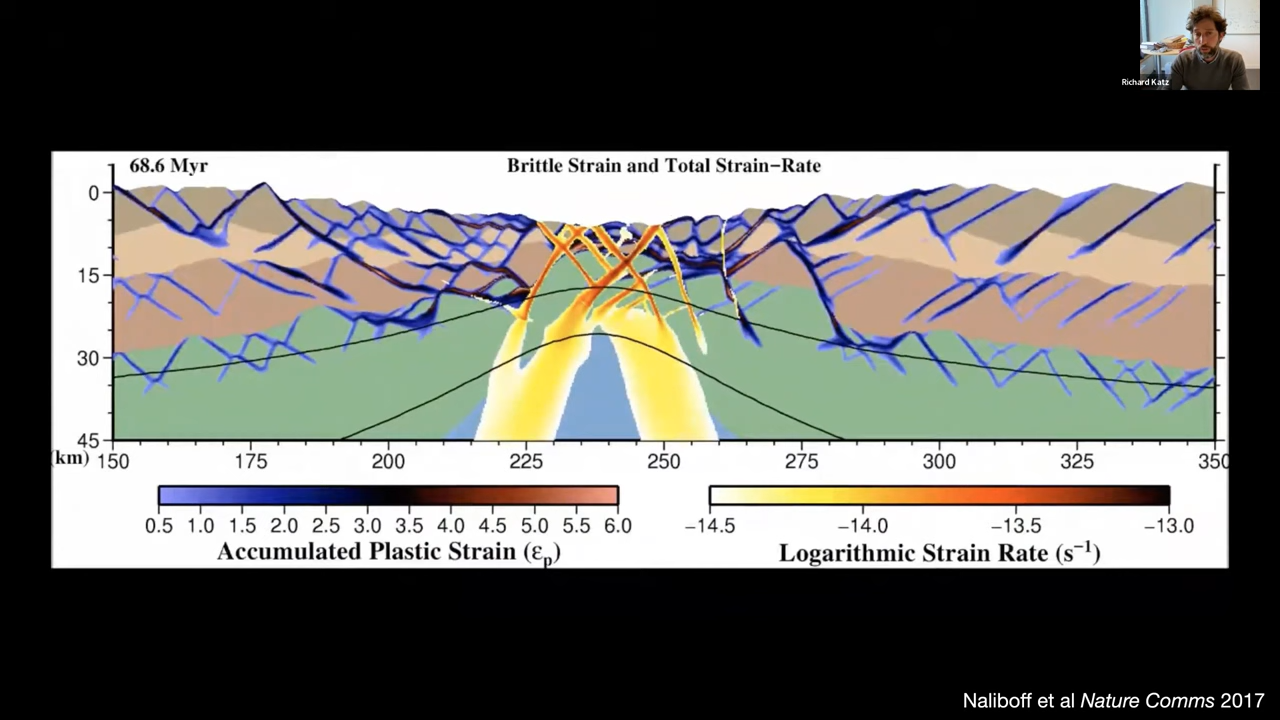 Richard Katz
68.6 Myr
Brittle Strain and Total Strain−Rate
0
15
30
45
(km) 150 175 200 225 250 275 300 325 350
0.5 1.0 1.5 2.0 2.5 3.0 3.5 4.0 4.5 5.0 5.5 6.0
Accumulated Plastic Strain (εp)
−14.5 −14.0 −13.5 −13.0
Logarithmic Strain Rate (s⁻¹)
Naliboff et al Nature Comms 2017